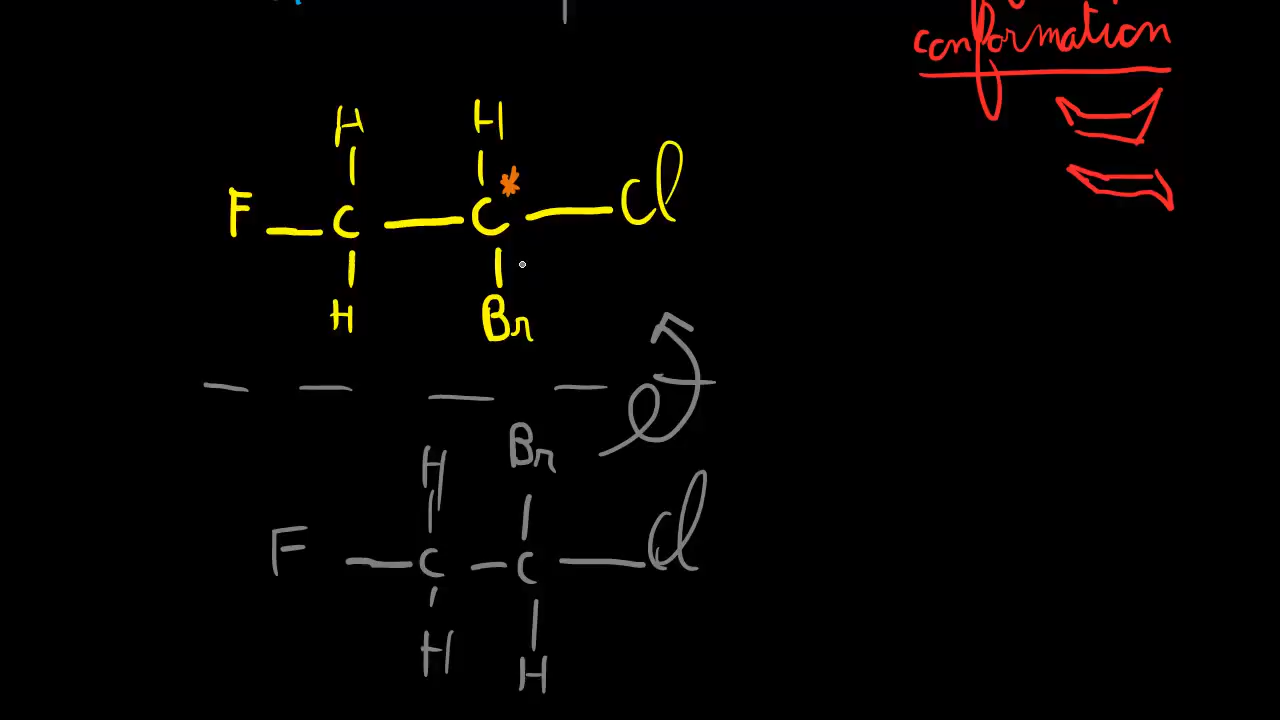 conformation
H H
F C C * Cl
H Br
H Br
F C C Cl
H H